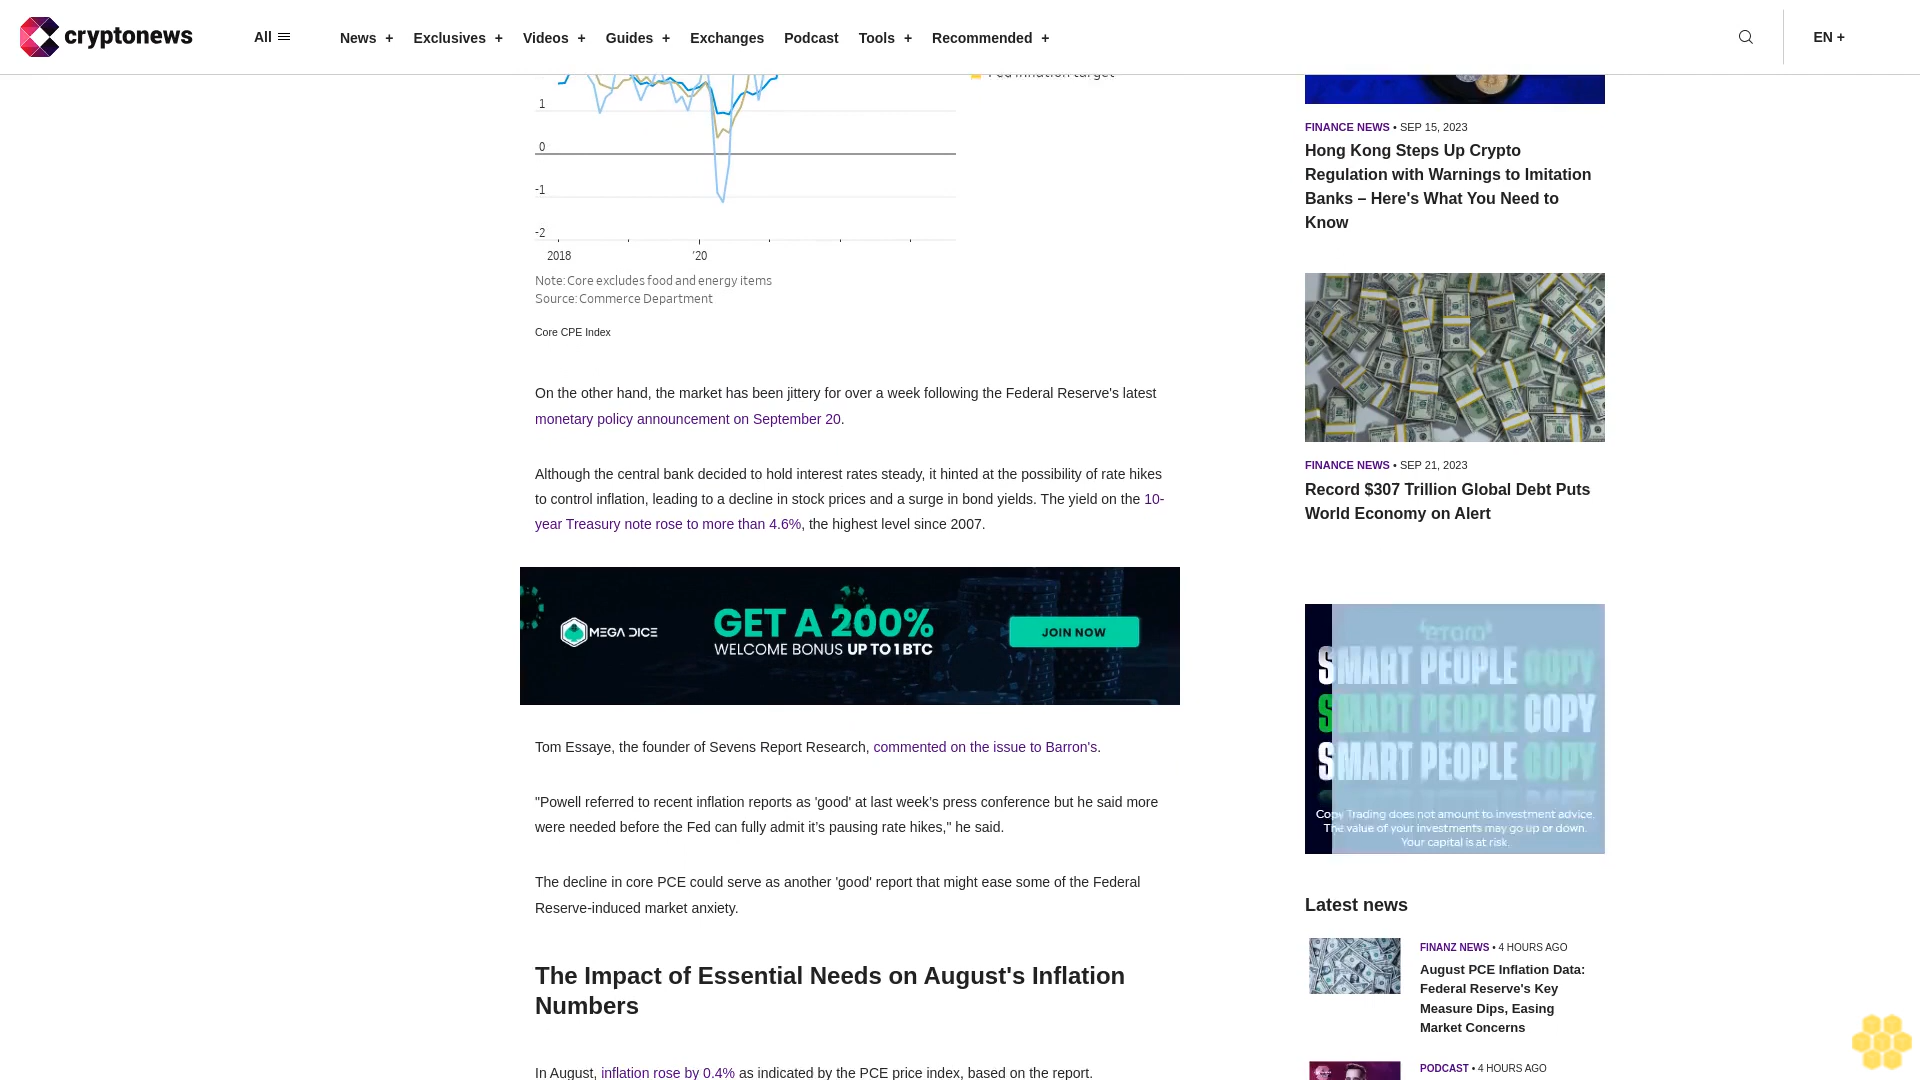 cryptonews
All
News +
Exclusives +
Videos +
Guides +
Exchanges
Podcast
Tools +
Recommended +
EN +
Fed inflation target
1
0
-1
-2
2018
'20
Note: Core excludes food and energy items
Source: Commerce Department
Core CPE Index
On the other hand, the market has been jittery for over a week following the Federal Reserve's latest
monetary policy announcement on September 20.
Although the central bank decided to hold interest rates steady, it hinted at the possibility of rate hikes
to control inflation, leading to a decline in stock prices and a surge in bond yields. The yield on the 10-
year Treasury note rose to more than 4.6%, the highest level since 2007.
MEGA DICE
GET A 200%
WELCOME BONUS UP TO 1 BTC
JOIN NOW
Tom Essaye, the founder of Sevens Report Research, commented on the issue to Barron's.
"Powell referred to recent inflation reports as 'good' at last week’s press conference but he said more
were needed before the Fed can fully admit it’s pausing rate hikes," he said.
The decline in core PCE could serve as another 'good' report that might ease some of the Federal
Reserve-induced market anxiety.
The Impact of Essential Needs on August's Inflation
Numbers
In August, inflation rose by 0.4% as indicated by the PCE price index, based on the report.
FINANCE NEWS • SEP 15, 2023
Hong Kong Steps Up Crypto
Regulation with Warnings to Imitation
Banks – Here's What You Need to
Know
FINANCE NEWS • SEP 21, 2023
Record $307 Trillion Global Debt Puts
World Economy on Alert
eToro
SMART PEOPLE COPY
SMART PEOPLE COPY
SMART PEOPLE COPY
Copy Trading does not amount to investment advice.
The value of your investments may go up or down.
Your capital is at risk.
Latest news
FINANZ NEWS • 4 HOURS AGO
August PCE Inflation Data:
Federal Reserve's Key
Measure Dips, Easing
Market Concerns
PODCAST • 4 HOURS AGO